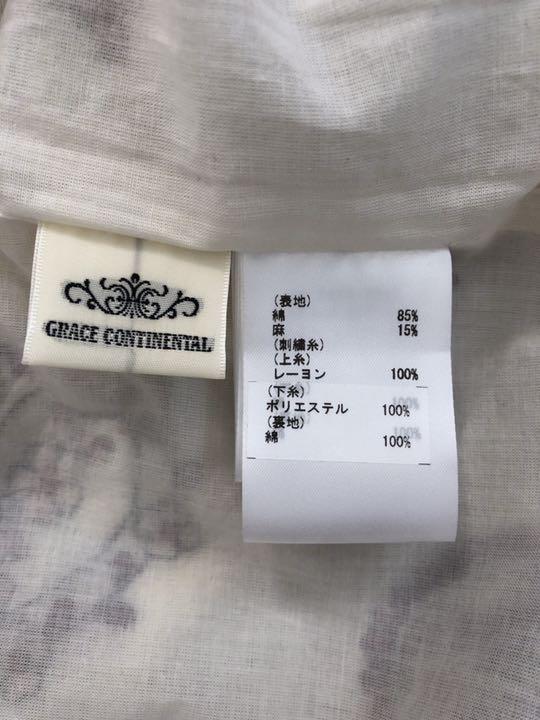 GRACE CONTINENTAL
(表地)
綿 85%
麻 15%
(刺繍糸)
(上糸)
レーヨン 100%
(下糸)
ポリエステル 100%
(裏地)
綿 100%